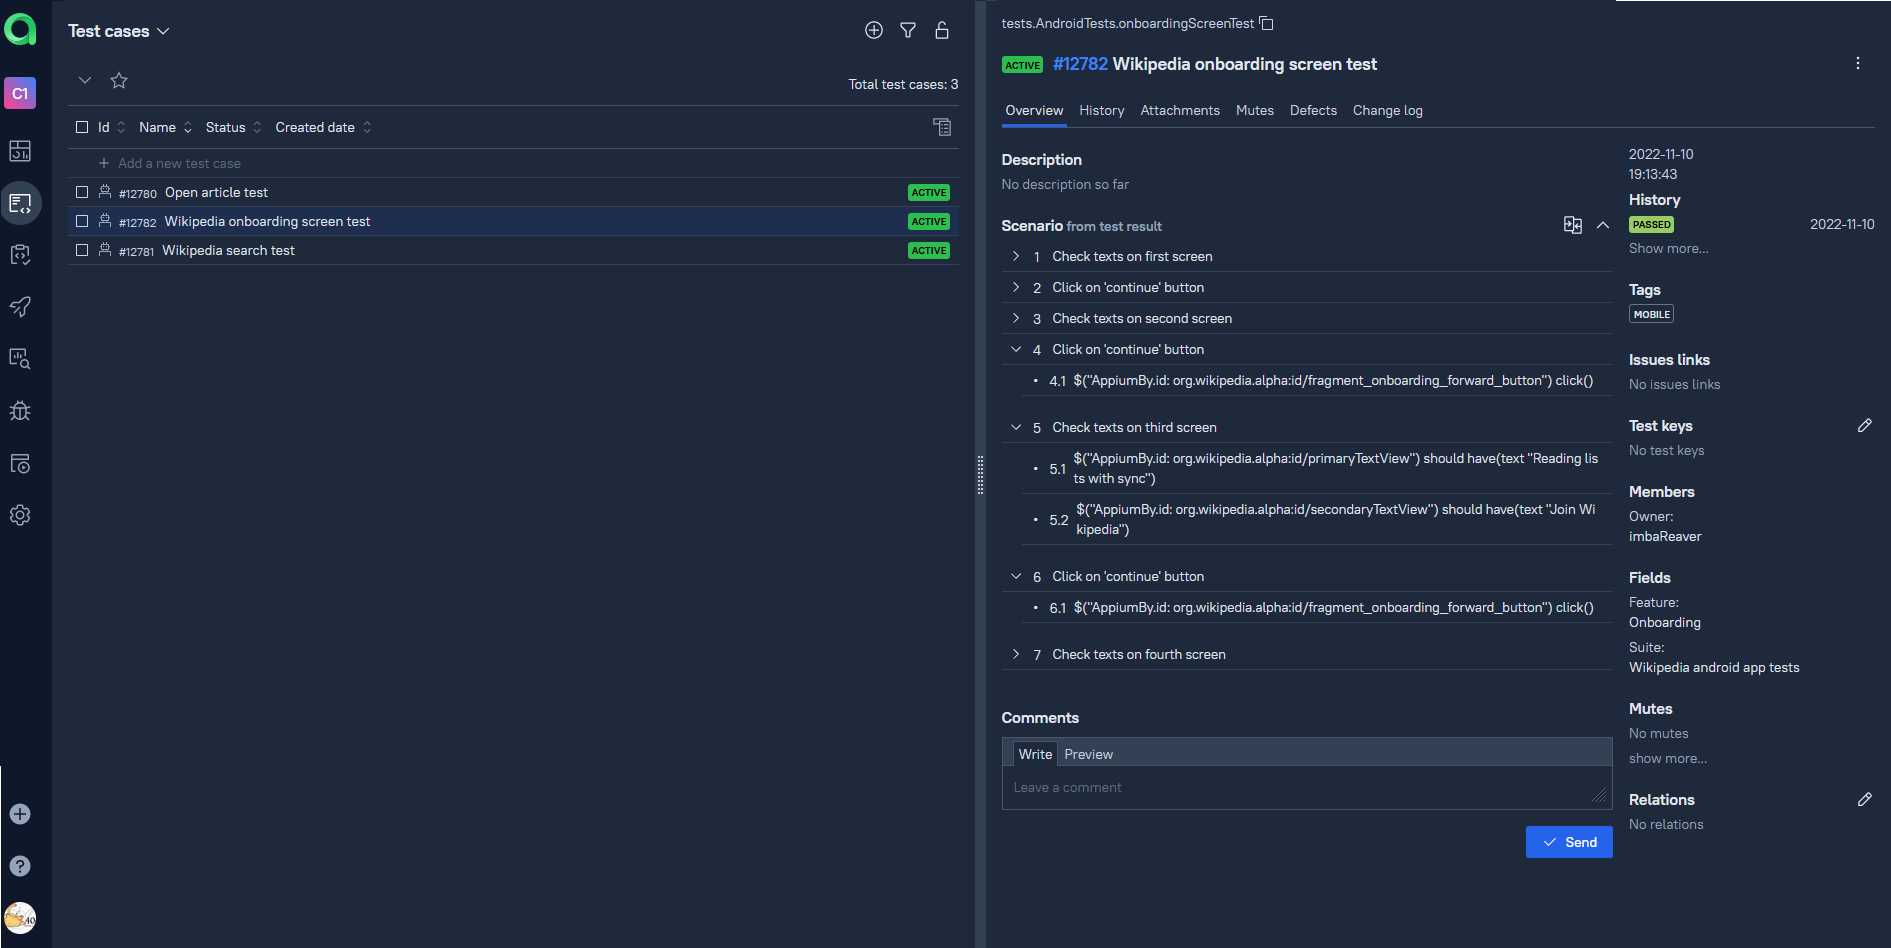 C1
Test cases
Total test cases: 3
Id Name Status Created date
Add a new test case
#12780 Open article test ACTIVE
#12782 Wikipedia onboarding screen test ACTIVE
#12781 Wikipedia search test ACTIVE
tests.AndroidTests.onboardingScreenTest
ACTIVE #12782 Wikipedia onboarding screen test
Overview History Attachments Mutes Defects Change log
Description
No description so far
Scenario from test result
1 Check texts on first screen
2 Click on 'continue' button
3 Check texts on second screen
4 Click on 'continue' button
• 4.1 $("AppiumBy.id: org.wikipedia.alpha:id/fragment_onboarding_forward_button") click()
5 Check texts on third screen
• 5.1 $("AppiumBy.id: org.wikipedia.alpha:id/primaryTextView") should have(text "Reading lis
ts with sync")
• 5.2 $("AppiumBy.id: org.wikipedia.alpha:id/secondaryTextView") should have(text "Join Wi
kipedia")
6 Click on 'continue' button
• 6.1 $("AppiumBy.id: org.wikipedia.alpha:id/fragment_onboarding_forward_button") click()
7 Check texts on fourth screen
Comments
Write Preview
Leave a comment
Send
2022-11-10
19:13:43
History
PASSED 2022-11-10
Show more...
Tags
MOBILE
Issues links
No issues links
Test keys
No test keys
Members
Owner:
imbaReaver
Fields
Feature:
Onboarding
Suite:
Wikipedia android app tests
Mutes
No mutes
show more...
Relations
No relations